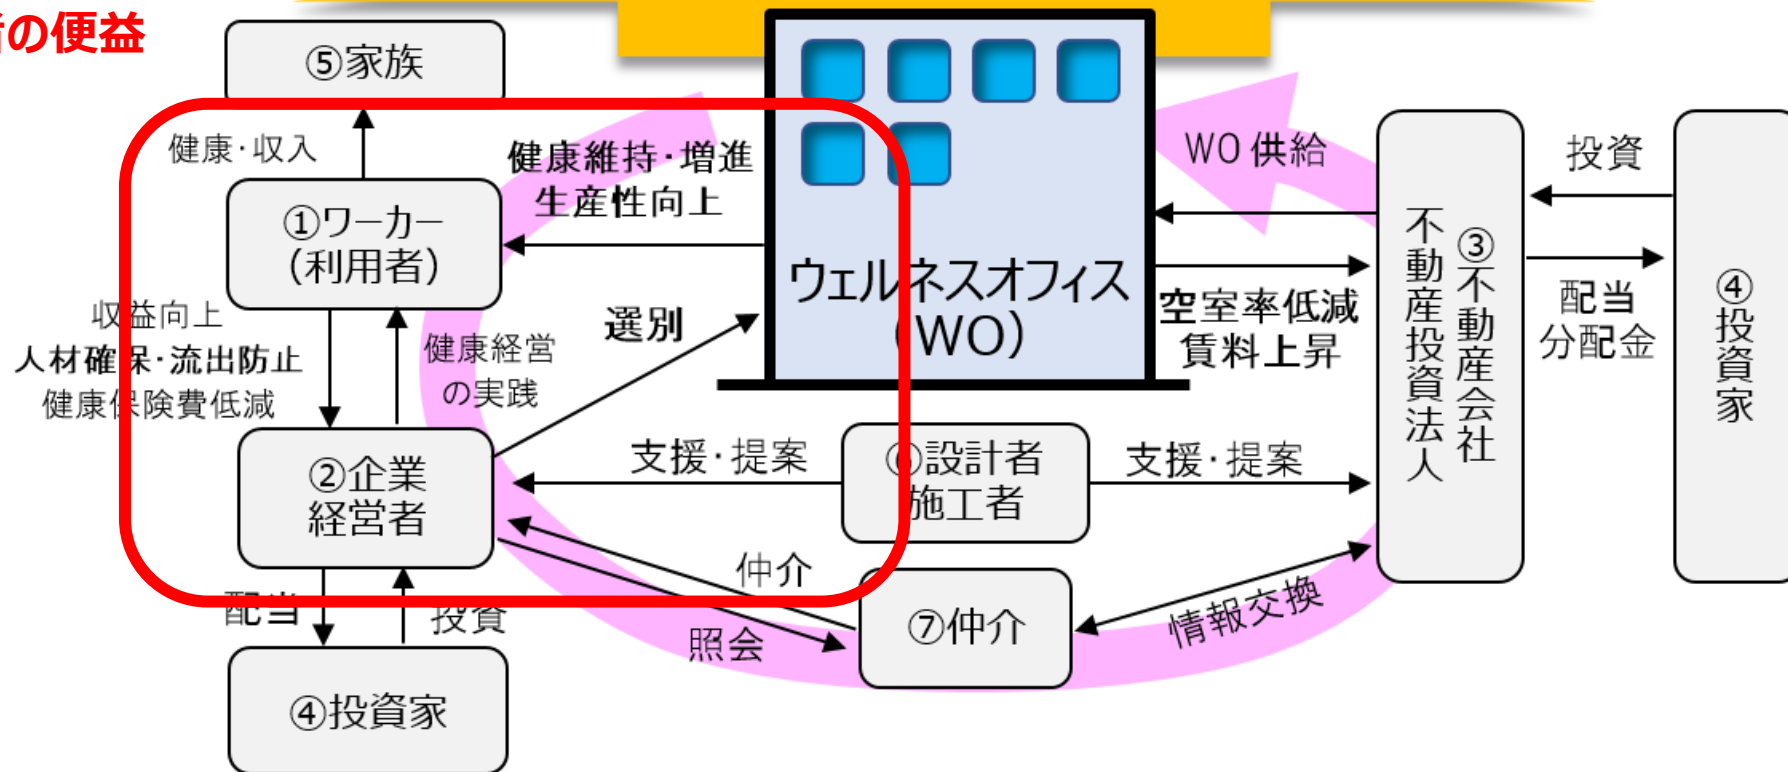 の便益
⑤家族
健康・収入
健康維持・増進
生産性向上
①ワーカー
(利用者)
収益向上
人材確保・流出防止
健康保険費低減
健康経営
の実践
選別
ウェルネスオフィス
(WO)
WO 供給
空室率低減
賃料上昇
③不動産会社
不動産投資法人
投資
配当
分配金
④投資家
②企業
経営者
支援・提案
⑥設計者
施工者
支援・提案
仲介
照会
⑦仲介
情報交換
配当
投資
④投資家